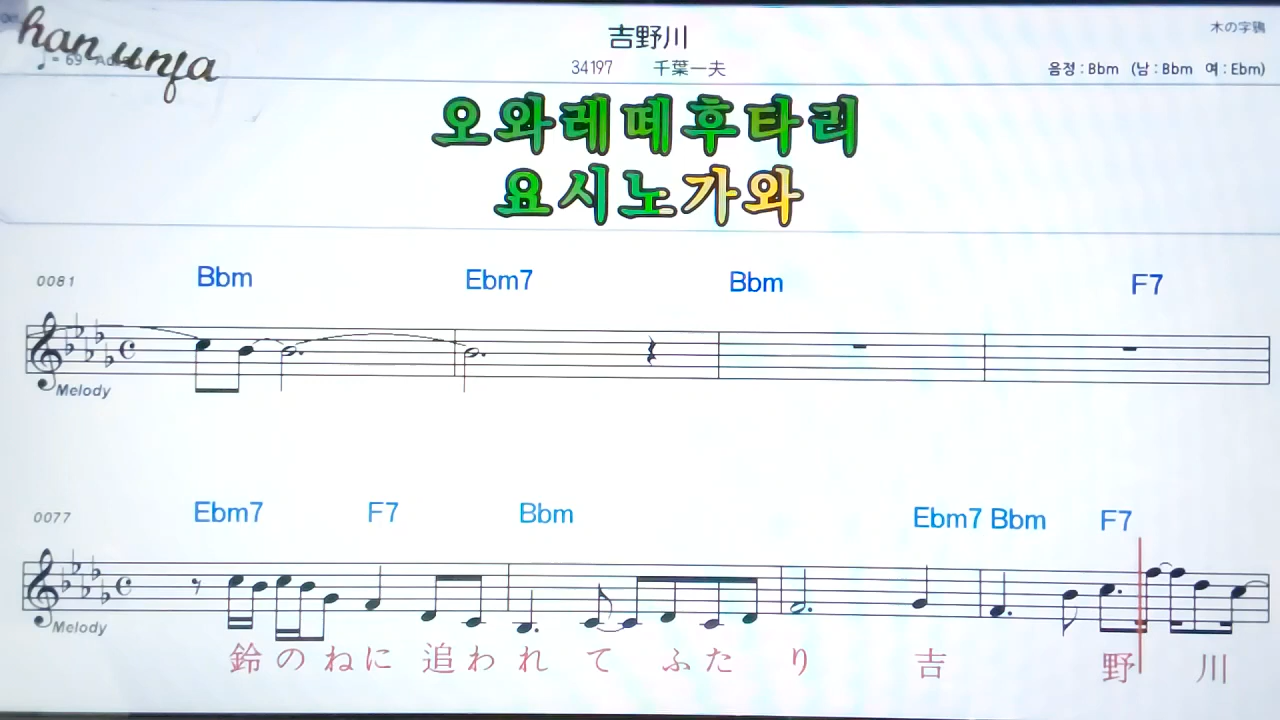 han unja
吉野川
木の字鴉
♩= 69
34197 千葉一夫
음정 : Bbm (남 : Bbm 여 : Ebm)
오와레떼후타리
요시노가와
0081 Bbm Ebm7 Bbm F7
Melody
0077 Ebm7 F7 Bbm Ebm7 Bbm F7
Melody
鈴のねに追われてふたり吉野川